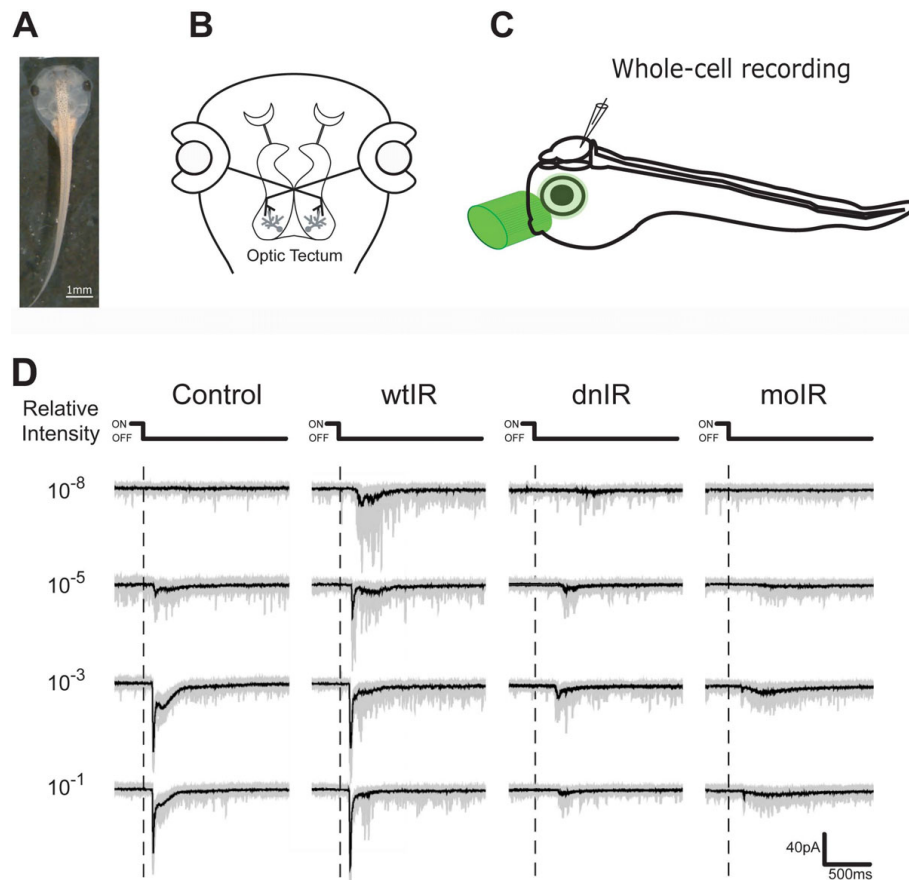 A
B
C
1mm
Optic Tectum
Whole-cell recording
D
Relative
Intensity
Control
wtIR
dnIR
moIR
ON
OFF
ON
OFF
ON
OFF
ON
OFF
10⁻⁸
10⁻⁵
10⁻³
10⁻¹
40pA
500ms